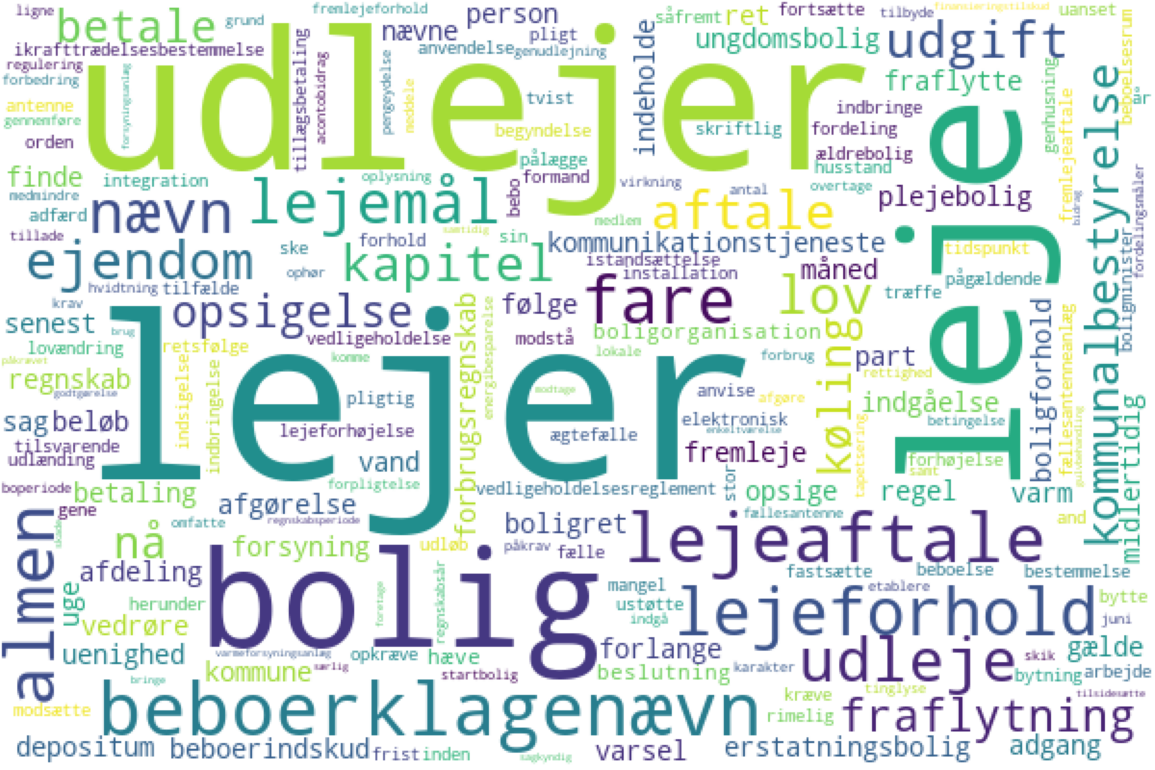 ligne
betale
grund
fremlejeforhold
nævne
person
pligt
såfremt
ret
fortsætte
tilbyde
finansieringstilskud
uanset
ikrafttrædelsesbestemmelse
anvendelse
genudlejning
indeholde
ungdomsbolig
udgift
regulering
forbedring
udlejer
tvist
skriftlig
indbringe
fordeling
fraflytte
genhusning
beboelsesrum
år
antenne
gennemføre
forsyningsanlæg
tillægsbetaling
acontobidrag
pengeydelse
meddele
begyndelse
orden
pålægge
formand
ældrebolig
husstand
finde
integration
oplysning
bebo
virkning
antal
overtage
plejebolig
fremlejeaftale
bidrag
medmindre
adfærd
nævn
lejemål
samtidig
medlem
aftale
leje
kommunalbestyrelse
fordelingsmåler
boligminister
tillade
ske
forhold
sin
kommunikationstjeneste
tidspunkt
ejendom
ophør
kapitel
istandsættelse
installation
måned
pågældende
hvidtning
tilfælde
krav
opsigelse
følge
fare
lov
træffe
senest
brug
vedligeholdelse
modstå
boligorganisation
lovændring
retsfølge
komme
lokale
forbrug
køling
part
rettighed
boligforhold
fællesantenneanlæg
påkrævet
regnskab
godtgørelse
lejer
forbrugsregnskab
energibesparelse
modtage
anvise
afgøre
pligtig
indsigelse
indbringelse
indgåelse
sag
beløb
lejeforhøjelse
ægtefælle
elektronisk
enkeltværelse
betingelse
tilsvarende
udlænding
vand
fremleje
tapetsering
forhøjelse
samt
midlertidig
boperiode
betaling
forpligtelse
vedligeholdelsesreglement
stor
opsige
regel
varm
gene
afgørelse
regnskabsperiode
fællesantenne
and
almen
skade
nå
omfatte
boligret
lejeaftale
forsyning
udløb
påkrav
fælle
afdeling
bolig
fastsætte
beboelse
bestemmelse
uge
herunder
foretage
regnskabsår
mangel
ustøtte
indgå
etablere
bytte
vedrøre
lejeforhold
juni
uenighed
varmeforsyningsanlæg
opkræve
hæve
forlange
udleje
skik
gælde
kommune
særlig
startbolig
beslutning
karakter
bytning
arbejde
bringe
beboerklagenævn
kræve
tinglyse
tilsidesætte
modsætte
rimelig
fraflytning
depositum
beboerindskud
frist
inden
sagkyndig
varsel
erstatningsbolig
adgang